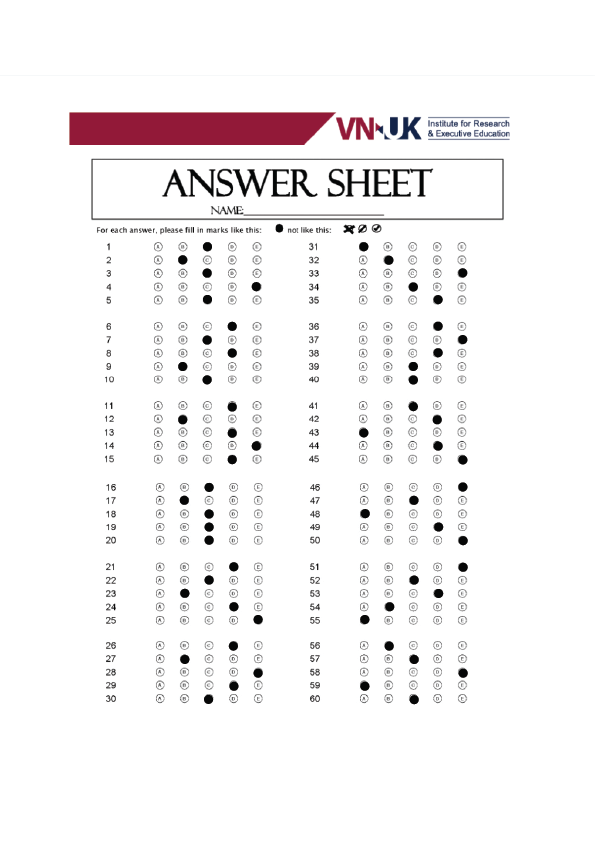 VN-UK Institute for Research
& Executive Education
ANSWER SHEET
NAME:
For each answer, please fill in marks like this: not like this:
1 A B D E 31 B C D E
2 A C D E 32 A C D E
3 A B D E 33 A B C D
4 A B C D 34 A B D E
5 A B D E 35 A B C E
6 A B C E 36 A B C E
7 A B D E 37 A B C D
8 A B C E 38 A B C E
9 A C D E 39 A B D E
10 A B D E 40 A B D E
11 A B C E 41 A B D E
12 A C D E 42 A B C E
13 A B C E 43 B C D E
14 A B C D 44 A B C E
15 A B C E 45 A B C D
16 A B D E 46 A B C D
17 A C D E 47 A B D E
18 A B D E 48 B C D E
19 A B D E 49 A B C E
20 A B D E 50 A B C D
21 A B C E 51 A B C D
22 A B D E 52 A B D E
23 A C D E 53 A B C E
24 A B C E 54 A C D E
25 A B C D 55 B C D E
26 A B C E 56 A C D E
27 A C D E 57 A B D E
28 A B C D 58 A B C D
29 A B C E 59 B C D E
30 A B D E 60 A B D E